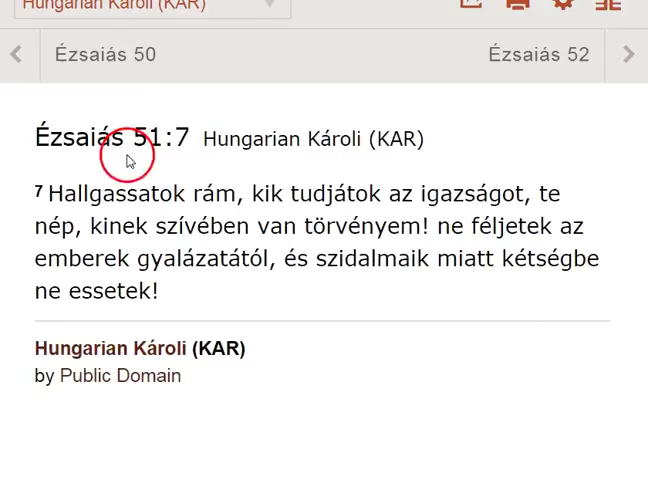 Hungarian Károli (KAR)
Ézsaiás 50
Ézsaiás 52
Ézsaiás 51:7 Hungarian Károli (KAR)
7 Hallgassatok rám, kik tudjátok az igazságot, te
nép, kinek szívében van törvényem! ne féljetek az
emberek gyalázatától, és szidalmaik miatt kétségbe
ne essetek!
Hungarian Károli (KAR)
by Public Domain